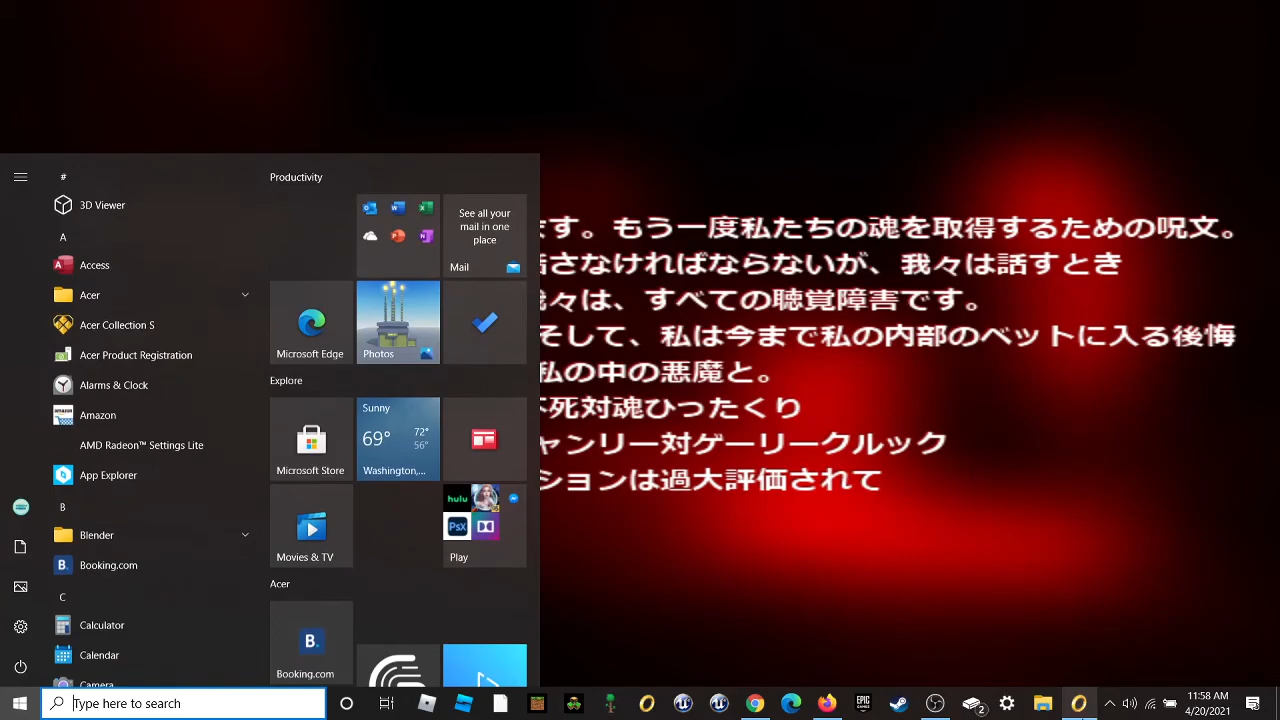 #
3D Viewer
A
Access
Acer
Acer Collection S
Acer Product Registration
Alarms & Clock
Amazon
AMD Radeon™ Settings Lite
App Explorer
B
Blender
Booking.com
C
Calculator
Calendar
Camera
Productivity
See all your
mail in one
place
Mail
Microsoft Edge
Photos
Explore
Microsoft Store
Sunny
69°
72°
56°
Washington,...
Movies & TV
hulu
Play
Acer
B.
Booking.com
ます。もう一度私たちの魂を取得するための呪文。
話さなければならないが、我々は話すとき
我々は、すべての聴覚障害です。
そして、私は今まで私の内部のベットに入る後悔
私の中の悪魔と。
不死対魂ひったくり
ャンリー対ゲーリークルック
ションは過大評価されて
Type here to search
EPIC
GAMES
2
11:58 AM
4/20/2021